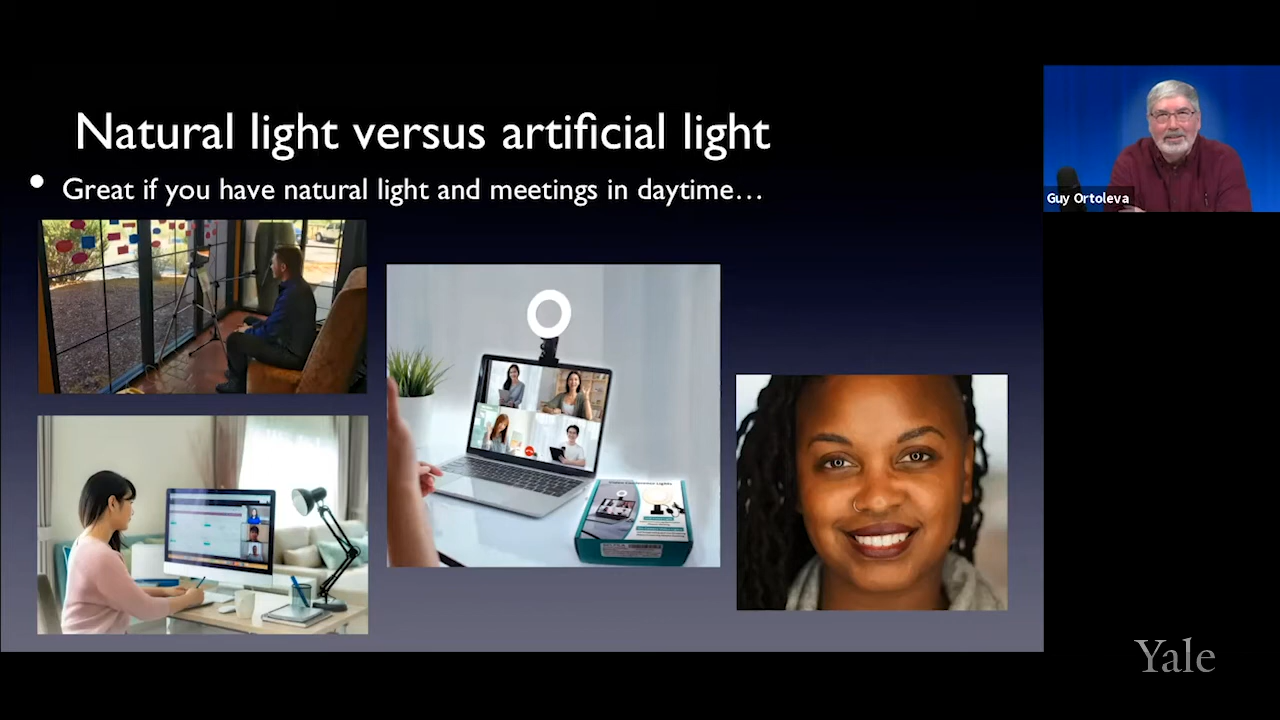 Natural light versus artificial light
• Great if you have natural light and meetings in daytime…
Guy Ortoleva
Yale